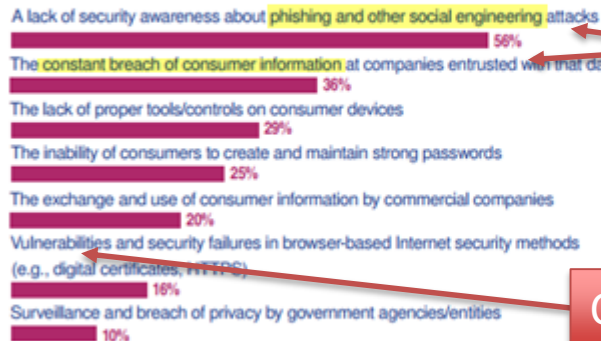 A lack of security awareness about phishing and other social engineering attacks
56%
The constant breach of consumer information at companies entrusted with that da
36%
The lack of proper tools/controls on consumer devices
29%
The inability of consumers to create and maintain strong passwords
25%
The exchange and use of consumer information by commercial companies
20%
Vulnerabilities and security failures in browser-based Internet security methods
(e.g., digital certificates, HTTPS)
16%
Surveillance and breach of privacy by government agencies/entities
10%